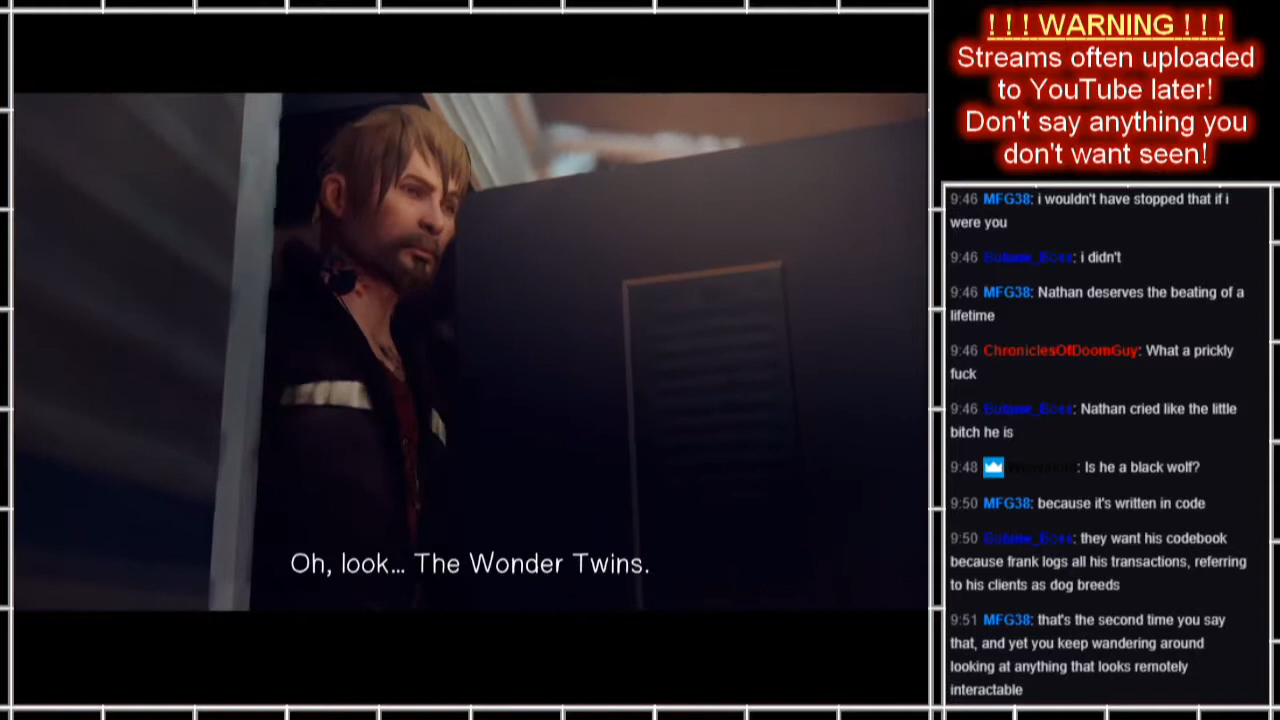 ! ! ! WARNING ! ! !
Streams often uploaded
to YouTube later!
Don't say anything you
don't want seen!
9:46 MFG38: i wouldn't have stopped that if i
were you
9:46 : i didn't
9:46 MFG38: Nathan deserves the beating of a
lifetime
9:46 ChroniclesOfDoomGuy: What a prickly
fuck
9:46 : Nathan cried like the little
bitch he is
9:48 : Is he a black wolf?
9:50 MFG38: because it's written in code
9:50 : they want his codebook
because frank logs all his transactions, referring
to his clients as dog breeds
9:51 MFG38: that's the second time you say
that, and yet you keep wandering around
looking at anything that looks remotely
interactable
Oh, look... The Wonder Twins.